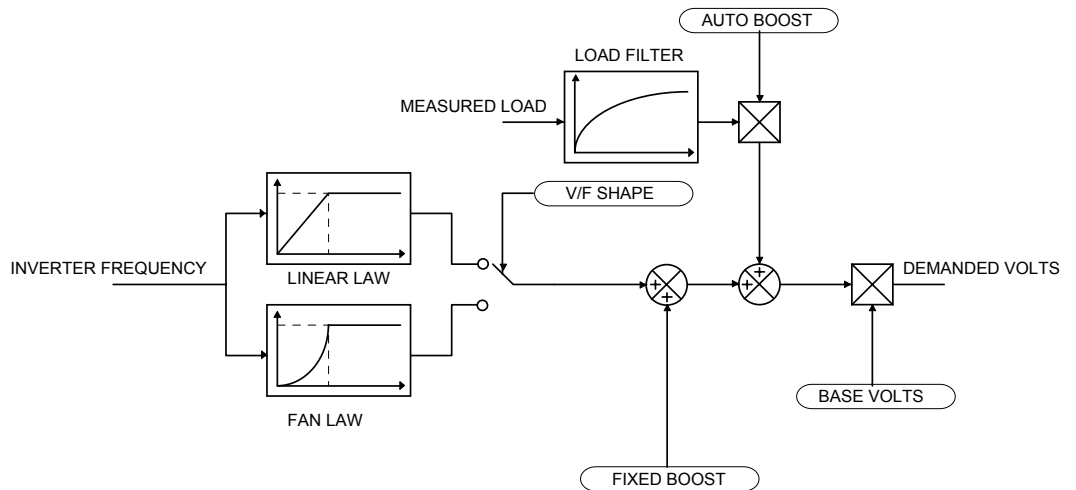 AUTO BOOST
LOAD FILTER
MEASURED LOAD
V/F SHAPE
INVERTER FREQUENCY
LINEAR LAW
DEMANDED VOLTS
+
+
+
+
BASE VOLTS
FAN LAW
FIXED BOOST